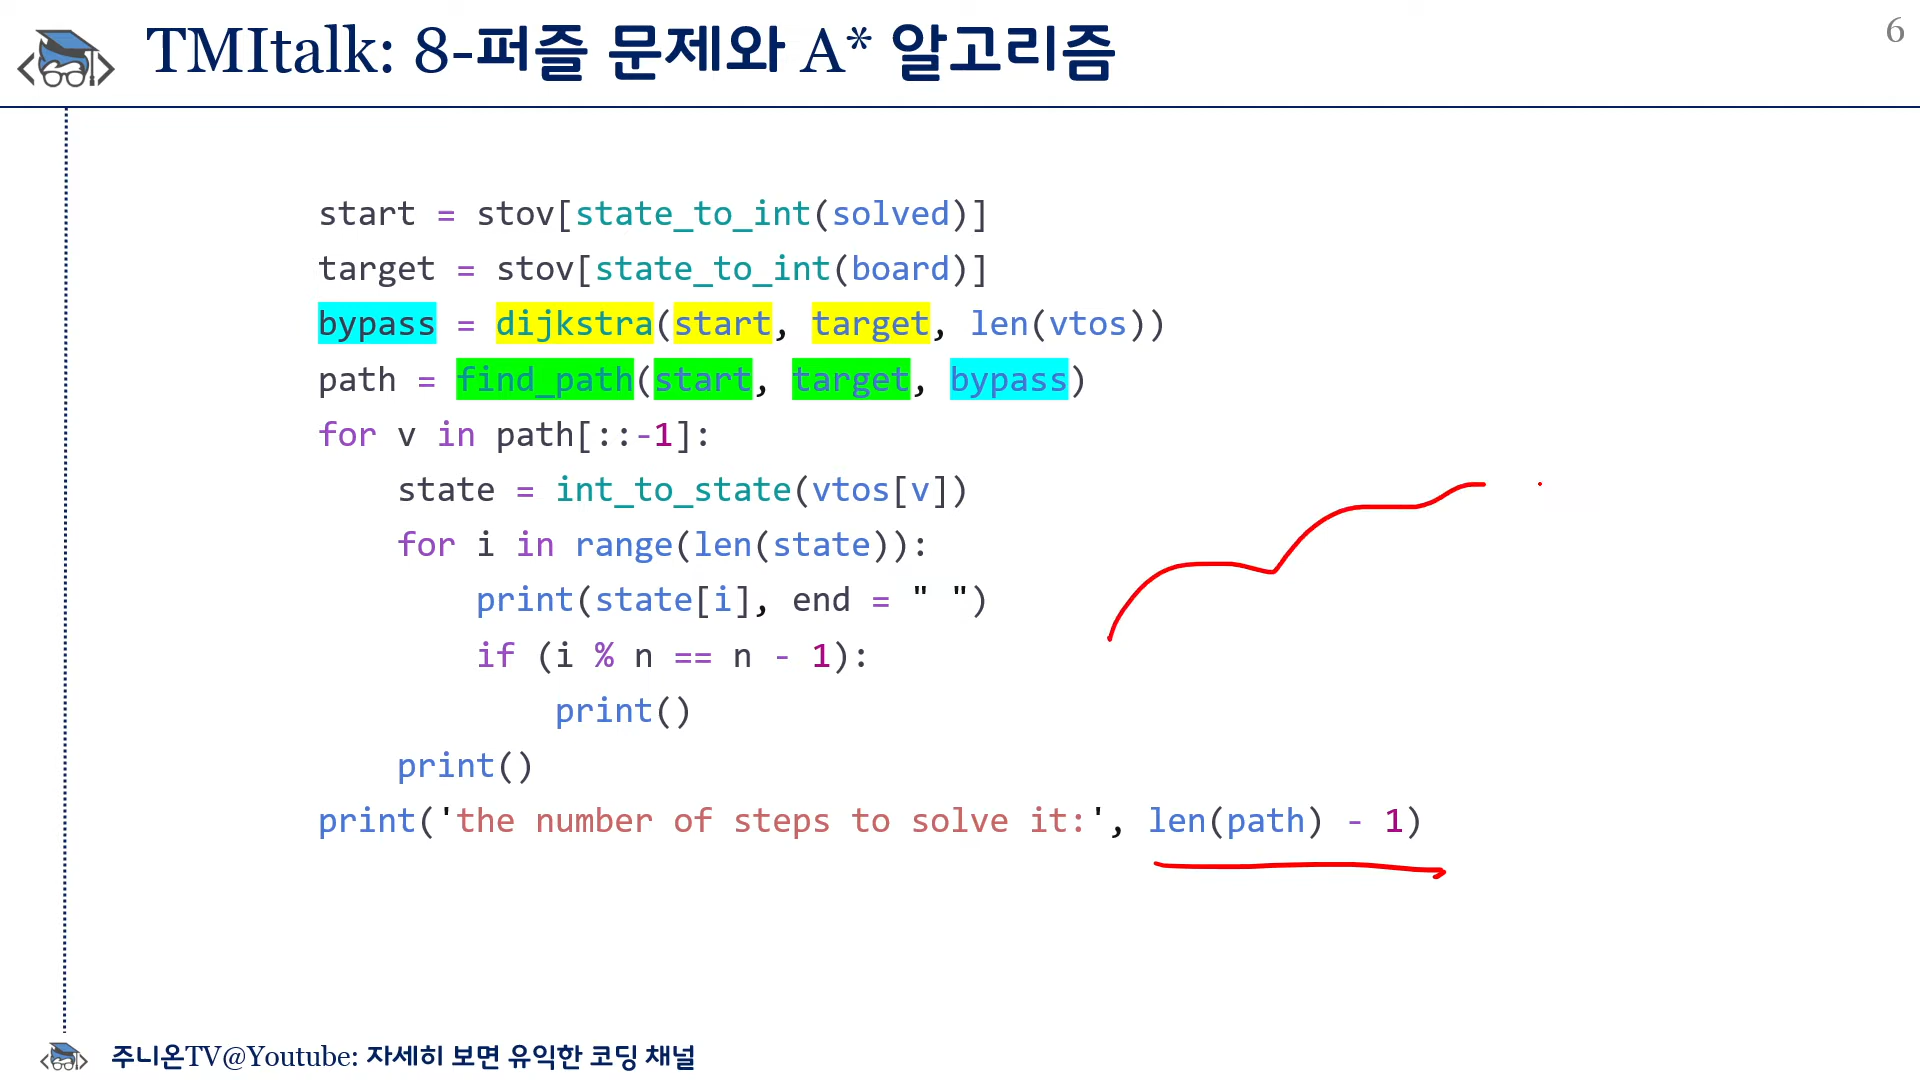 TMItalk: 8-퍼즐 문제와 A* 알고리즘
6
start = stov[state_to_int(solved)]
target = stov[state_to_int(board)]
bypass = dijkstra(start, target, len(vtos))
path = find_path(start, target, bypass)
for v in path[::-1]:
    state = int_to_state(vtos[v])
    for i in range(len(state)):
        print(state[i], end = " ")
        if (i % n == n - 1):
            print()
    print()
print('the number of steps to solve it:', len(path) - 1)
주니온TV@Youtube: 자세히 보면 유익한 코딩 채널